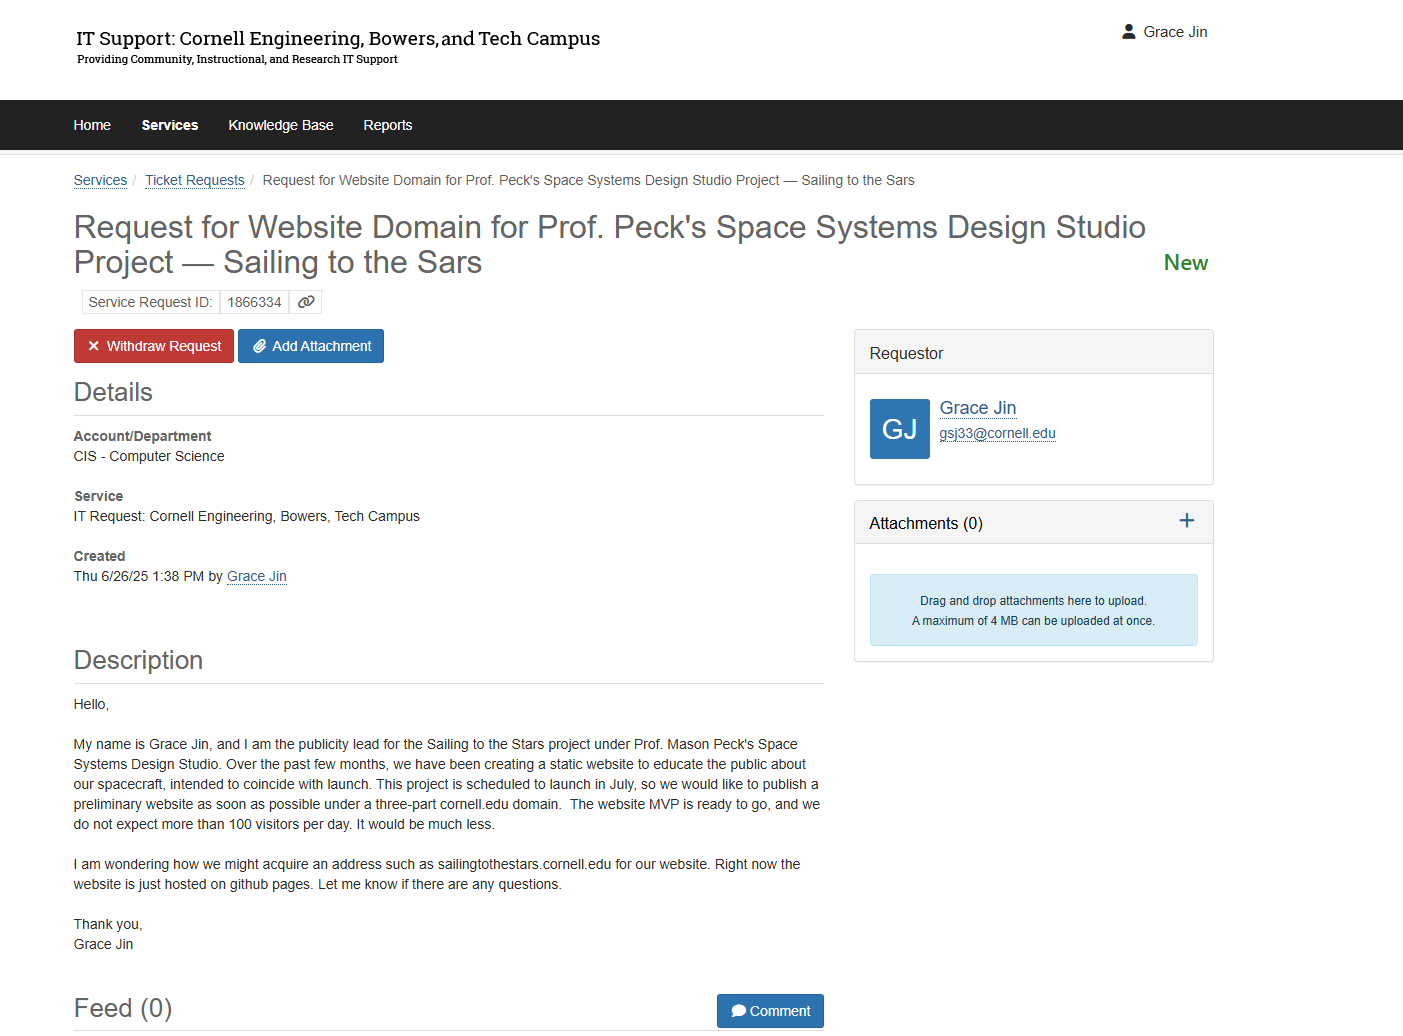 IT Support: Cornell Engineering, Bowers, and Tech Campus
Providing Community, Instructional, and Research IT Support
Grace Jin
Home Services Knowledge Base Reports
Services / Ticket Requests / Request for Website Domain for Prof. Peck's Space Systems Design Studio Project — Sailing to the Sars
Request for Website Domain for Prof. Peck's Space Systems Design Studio
Project — Sailing to the Sars
New
Service Request ID: 1866334
Withdraw Request Add Attachment
Details
Account/Department
CIS - Computer Science
Service
IT Request: Cornell Engineering, Bowers, Tech Campus
Created
Thu 6/26/25 1:38 PM by Grace Jin
Description
Hello,
My name is Grace Jin, and I am the publicity lead for the Sailing to the Stars project under Prof. Mason Peck's Space
Systems Design Studio. Over the past few months, we have been creating a static website to educate the public about
our spacecraft, intended to coincide with launch. This project is scheduled to launch in July, so we would like to publish a
preliminary website as soon as possible under a three-part cornell.edu domain.  The website MVP is ready to go, and we
do not expect more than 100 visitors per day. It would be much less.
I am wondering how we might acquire an address such as sailingtothestars.cornell.edu for our website. Right now the
website is just hosted on github pages. Let me know if there are any questions.
Thank you,
Grace Jin
Feed (0)
Comment
Requestor
GJ
Grace Jin
gsj33@cornell.edu
Attachments (0)
Drag and drop attachments here to upload.
A maximum of 4 MB can be uploaded at once.